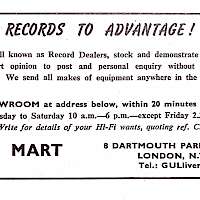 RECORDS TO ADVANTAGE!
ll known as Record Dealers, stock and demonstrate
rt opinion to post and personal enquiry without
We send all makes of equipment anywhere in the
WROOM at address below, within 20 minutes
sday to Saturday 10 a.m.—6 p.m.—except Friday 2.
Write for details of your Hi-Fi wants, quoting ref. C
MART
8 DARTMOUTH PAR
LONDON, N.
Tel.: GULliver